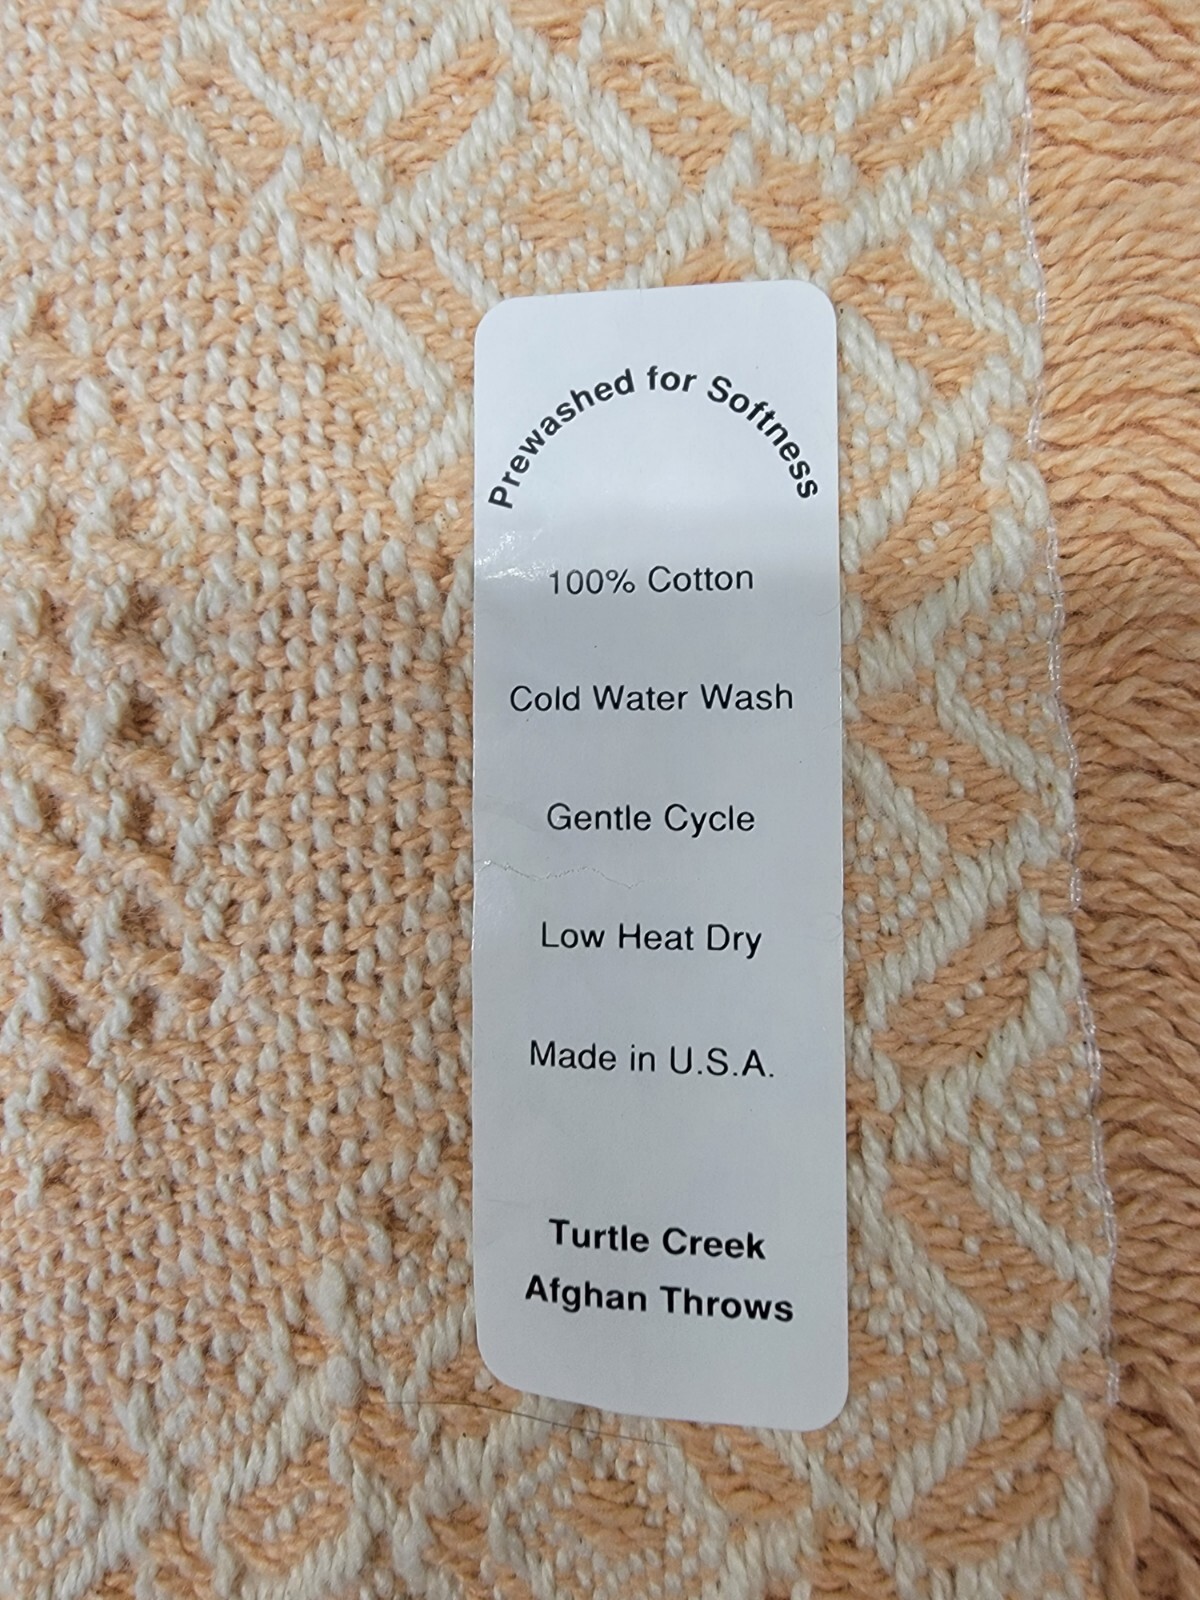 Prewashed for Softness
100% Cotton
Cold Water Wash
Gentle Cycle
Low Heat Dry
Made in U.S.A.
Turtle Creek
Afghan Throws